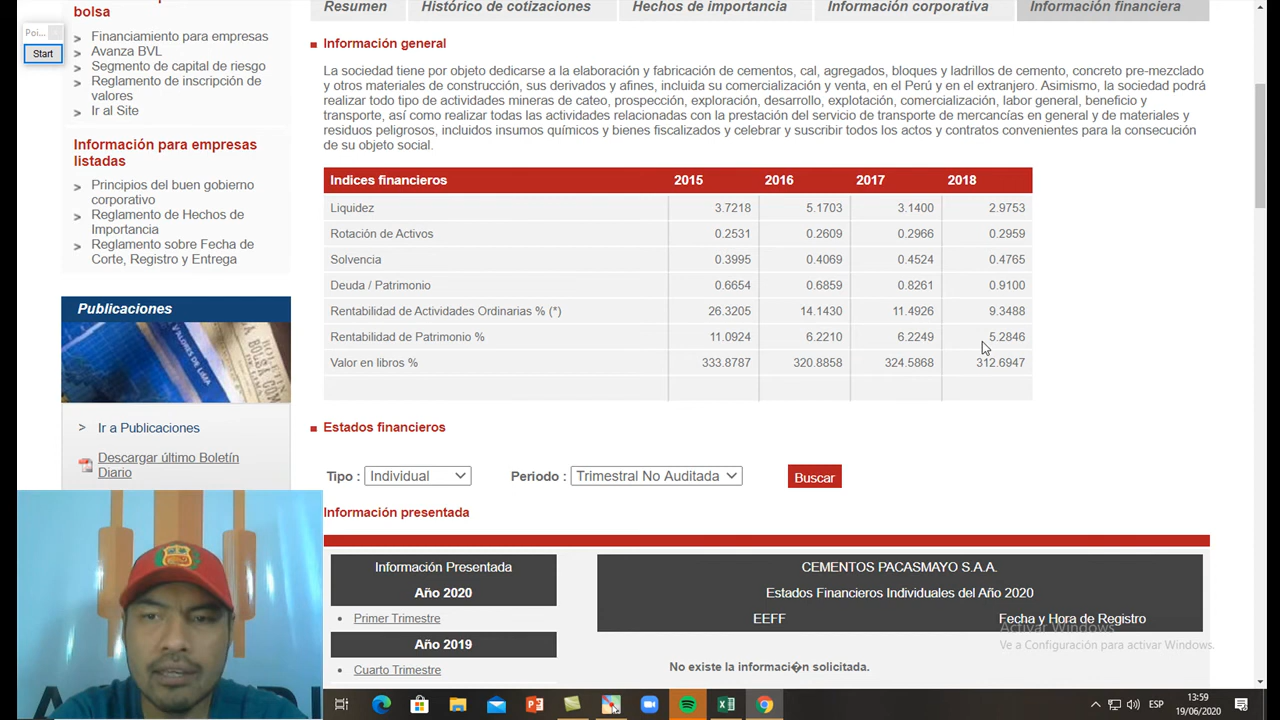 Resumen Histórico de cotizaciones Hechos de importancia Información corporativa Información financiera
bolsa
Poi...
Start
Financiamiento para empresas
Avanza BVL
Segmento de capital de riesgo
Reglamento de inscripción de
valores
Ir al Site
Información para empresas
listadas
Principios del buen gobierno
corporativo
Reglamento de Hechos de
Importancia
Reglamento sobre Fecha de
Corte, Registro y Entrega
Publicaciones
Ir a Publicaciones
Descargar último Boletín
Diario
Información general
La sociedad tiene por objeto dedicarse a la elaboración y fabricación de cementos, cal, agregados, bloques y ladrillos de cemento, concreto pre-mezclado
y otros materiales de construcción, sus derivados y afines, incluida su comercialización y venta, en el Perú y en el extranjero. Asimismo, la sociedad podrá
realizar todo tipo de actividades mineras de cateo, prospección, exploración, desarrollo, explotación, comercialización, labor general, beneficio y
transporte, así como realizar todas las actividades relacionadas con la prestación del servicio de transporte de mercancías en general y de materiales y
residuos peligrosos, incluidos insumos químicos y bienes fiscalizados y celebrar y suscribir todos los actos y contratos convenientes para la consecución
de su objeto social.
Indices financieros 2015 2016 2017 2018
Liquidez 3.7218 5.1703 3.1400 2.9753
Rotación de Activos 0.2531 0.2609 0.2966 0.2959
Solvencia 0.3995 0.4069 0.4524 0.4765
Deuda / Patrimonio 0.6654 0.6859 0.8261 0.9100
Rentabilidad de Actividades Ordinarias % (*) 26.3205 14.1430 11.4926 9.3488
Rentabilidad de Patrimonio % 11.0924 6.2210 6.2249 5.2846
Valor en libros % 333.8787 320.8858 324.5868 312.6947
Estados financieros
Tipo : Individual Periodo : Trimestral No Auditada Buscar
Información presentada
Información Presentada
Año 2020
Primer Trimestre
Año 2019
Cuarto Trimestre
CEMENTOS PACASMAYO S.A.A.
Estados Financieros Individuales del Año 2020
EEFF Fecha y Hora de Registro
No existe la informaci�n solicitada.
Activar Windows
Ve a Configuración para activar Windows.
ESP
13:59
19/06/2020